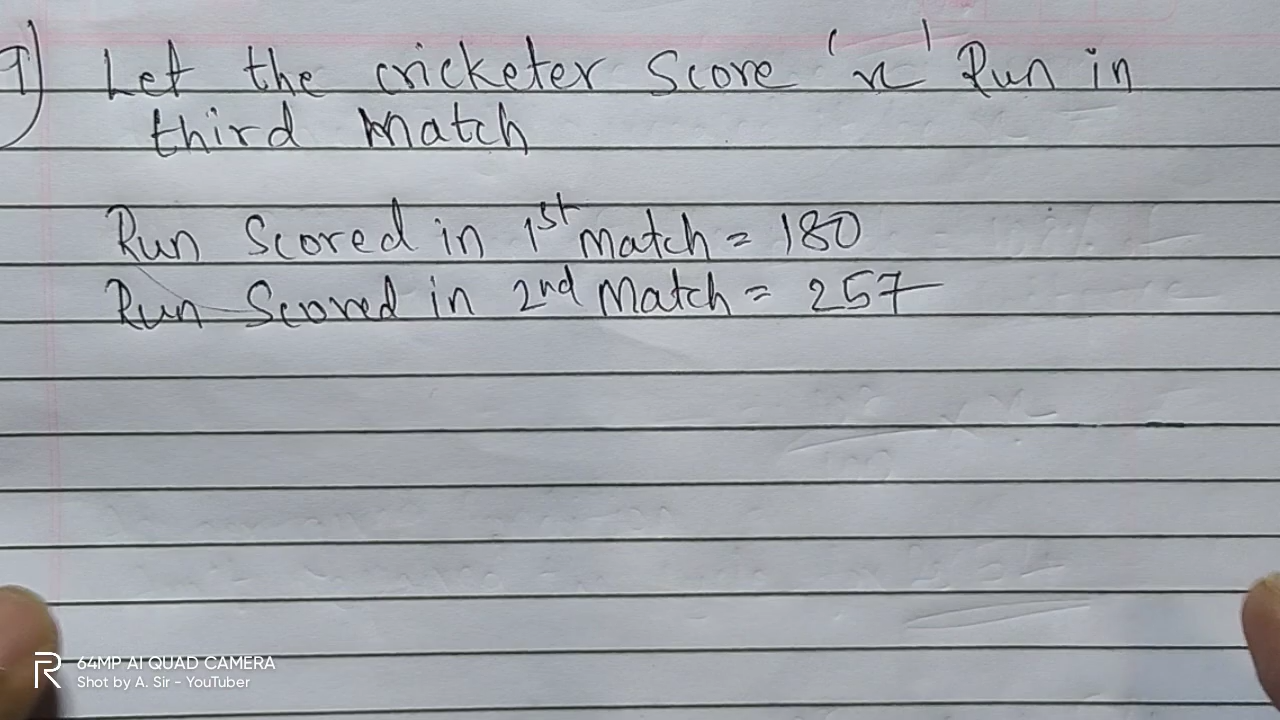 9) Let the cricketer Score 'x' Run in
third Match
Run Scored in 1st Match = 180
Run Scored in 2nd Match = 257
64MP AI QUAD CAMERA
Shot by A. Sir - YouTuber